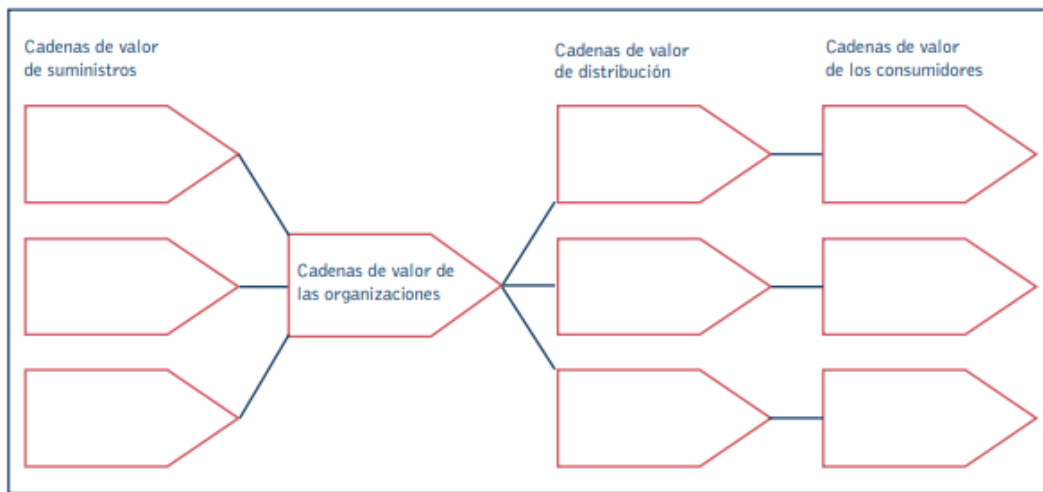 Cadenas de valor
de suministros
Cadenas de valor
de distribución
Cadenas de valor
de los consumidores
Cadenas de valor de
las organizaciones